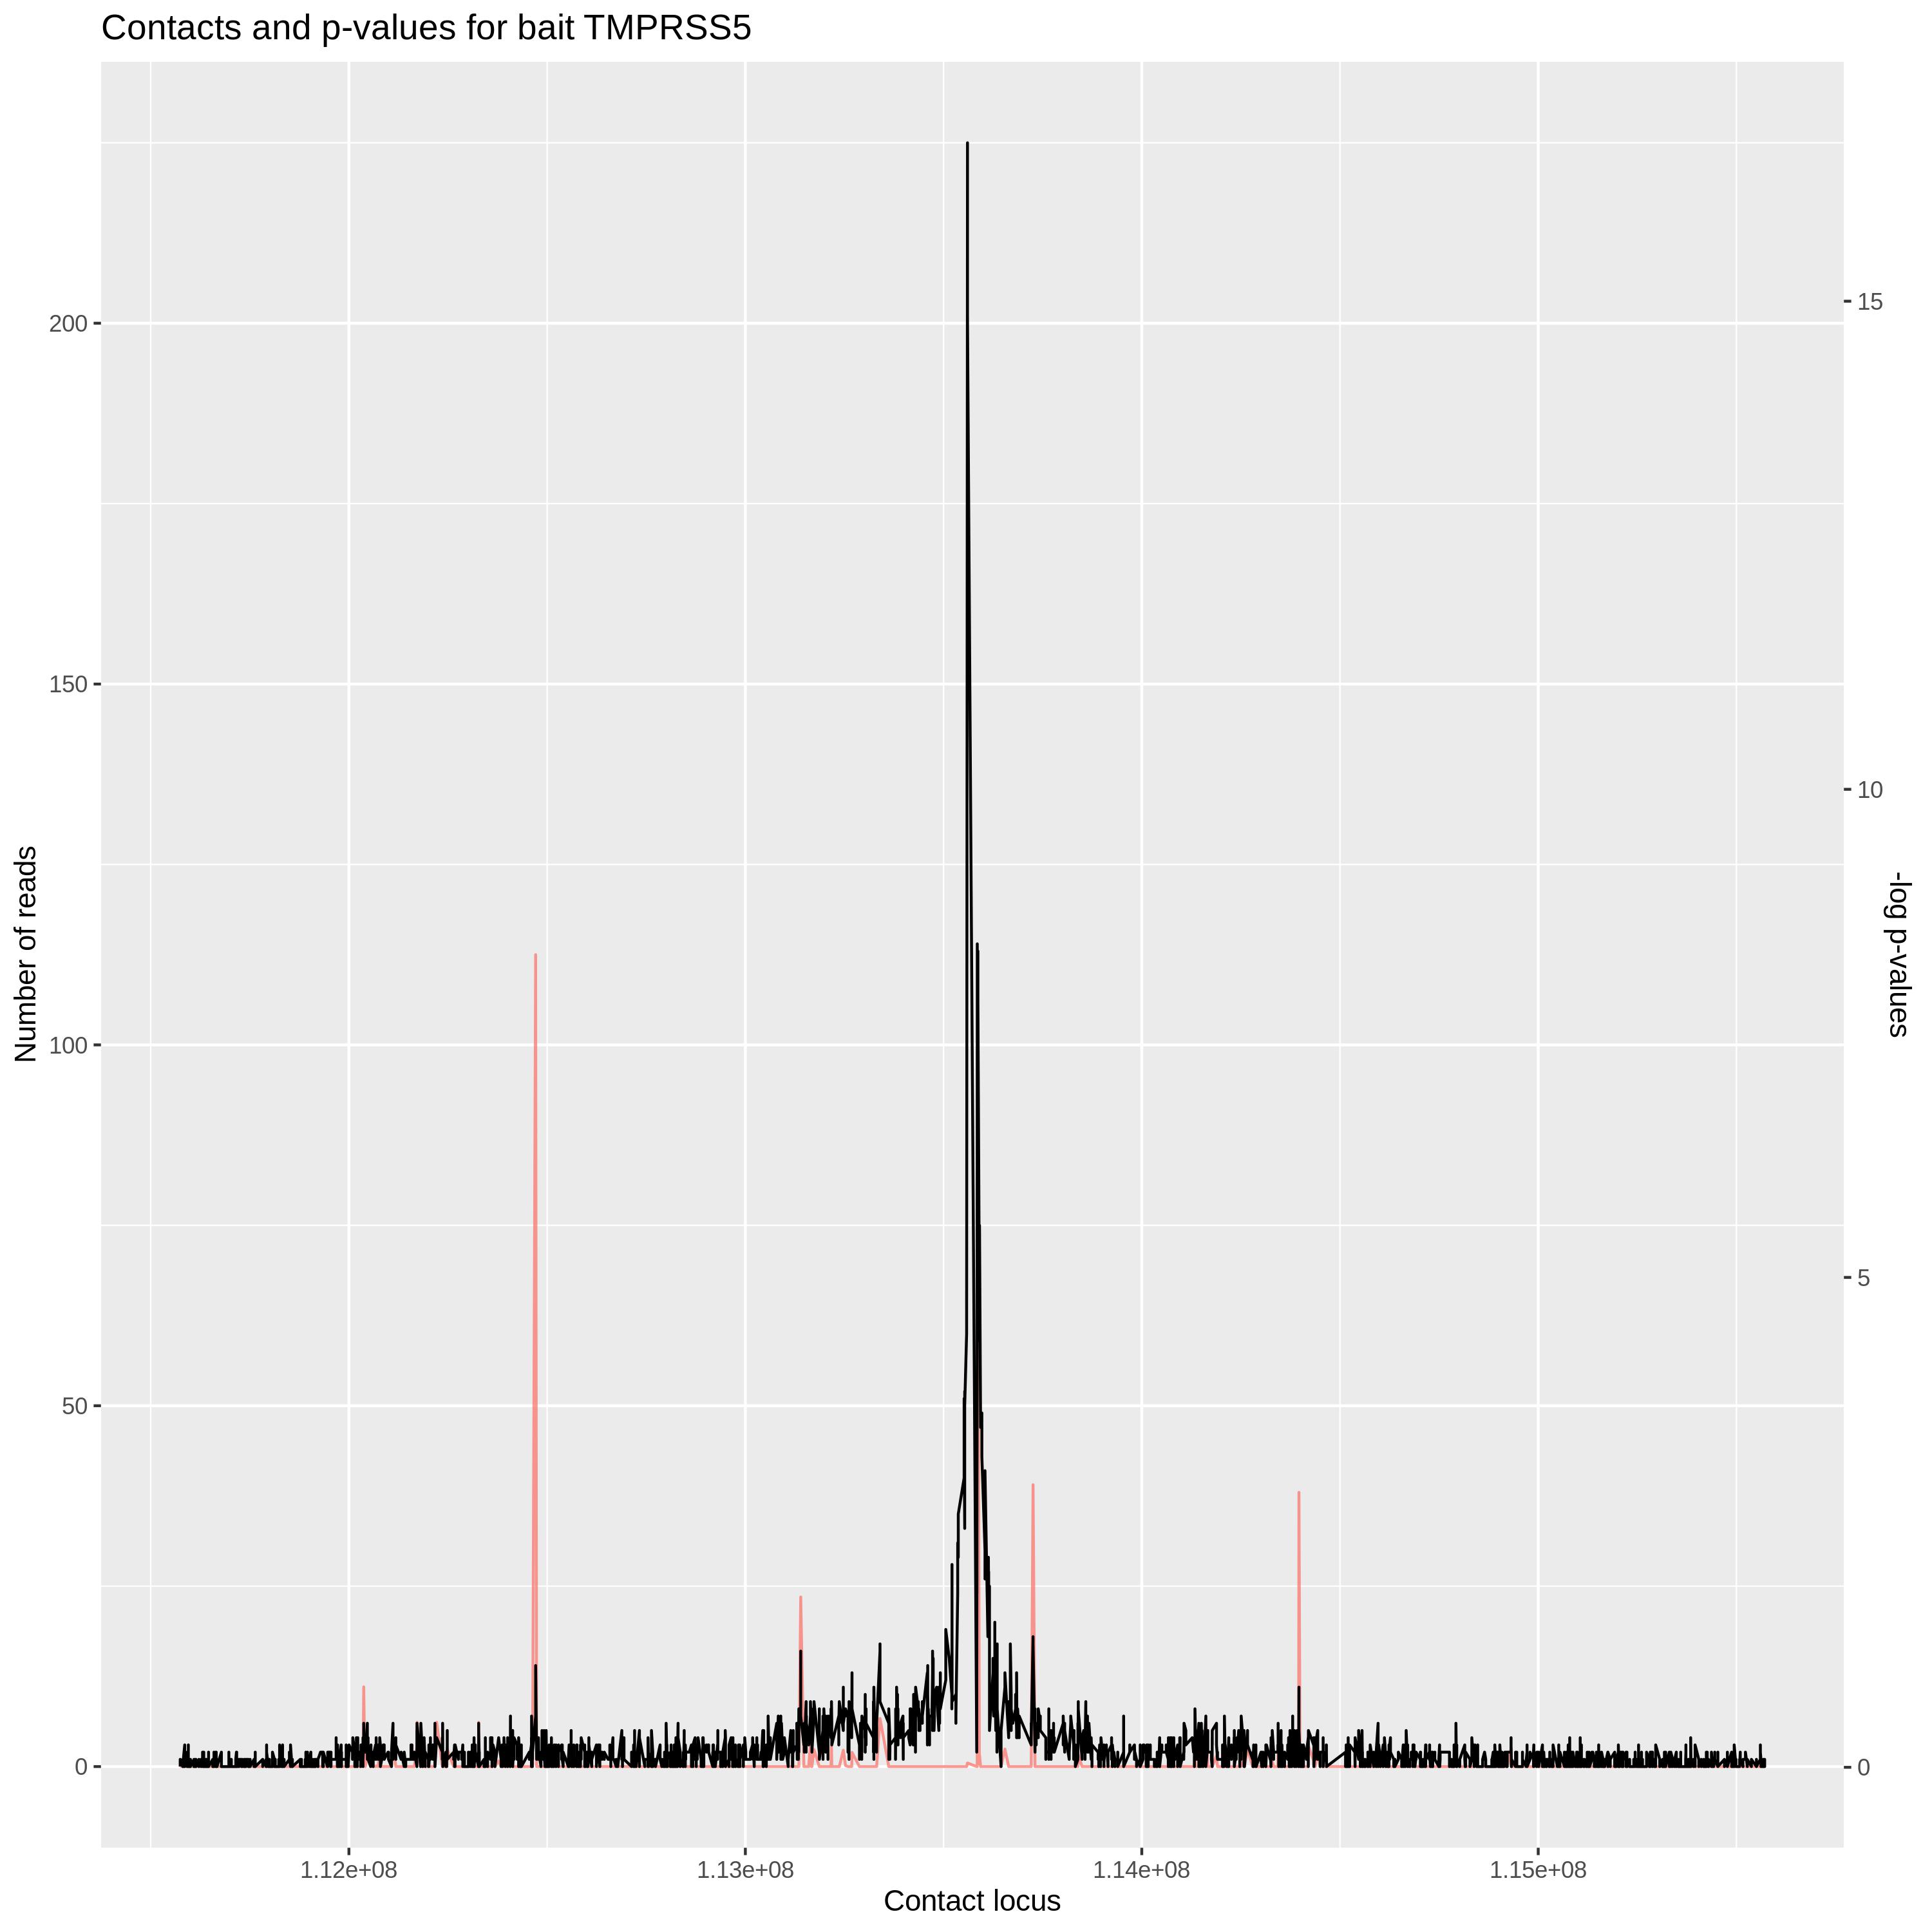 Contacts and p-values for bait TMPRSS5
Number of reads
200
150
100
50
0
15
10
5
0
-log p-values
1.12e+08
1.13e+08
1.14e+08
1.15e+08
Contact locus